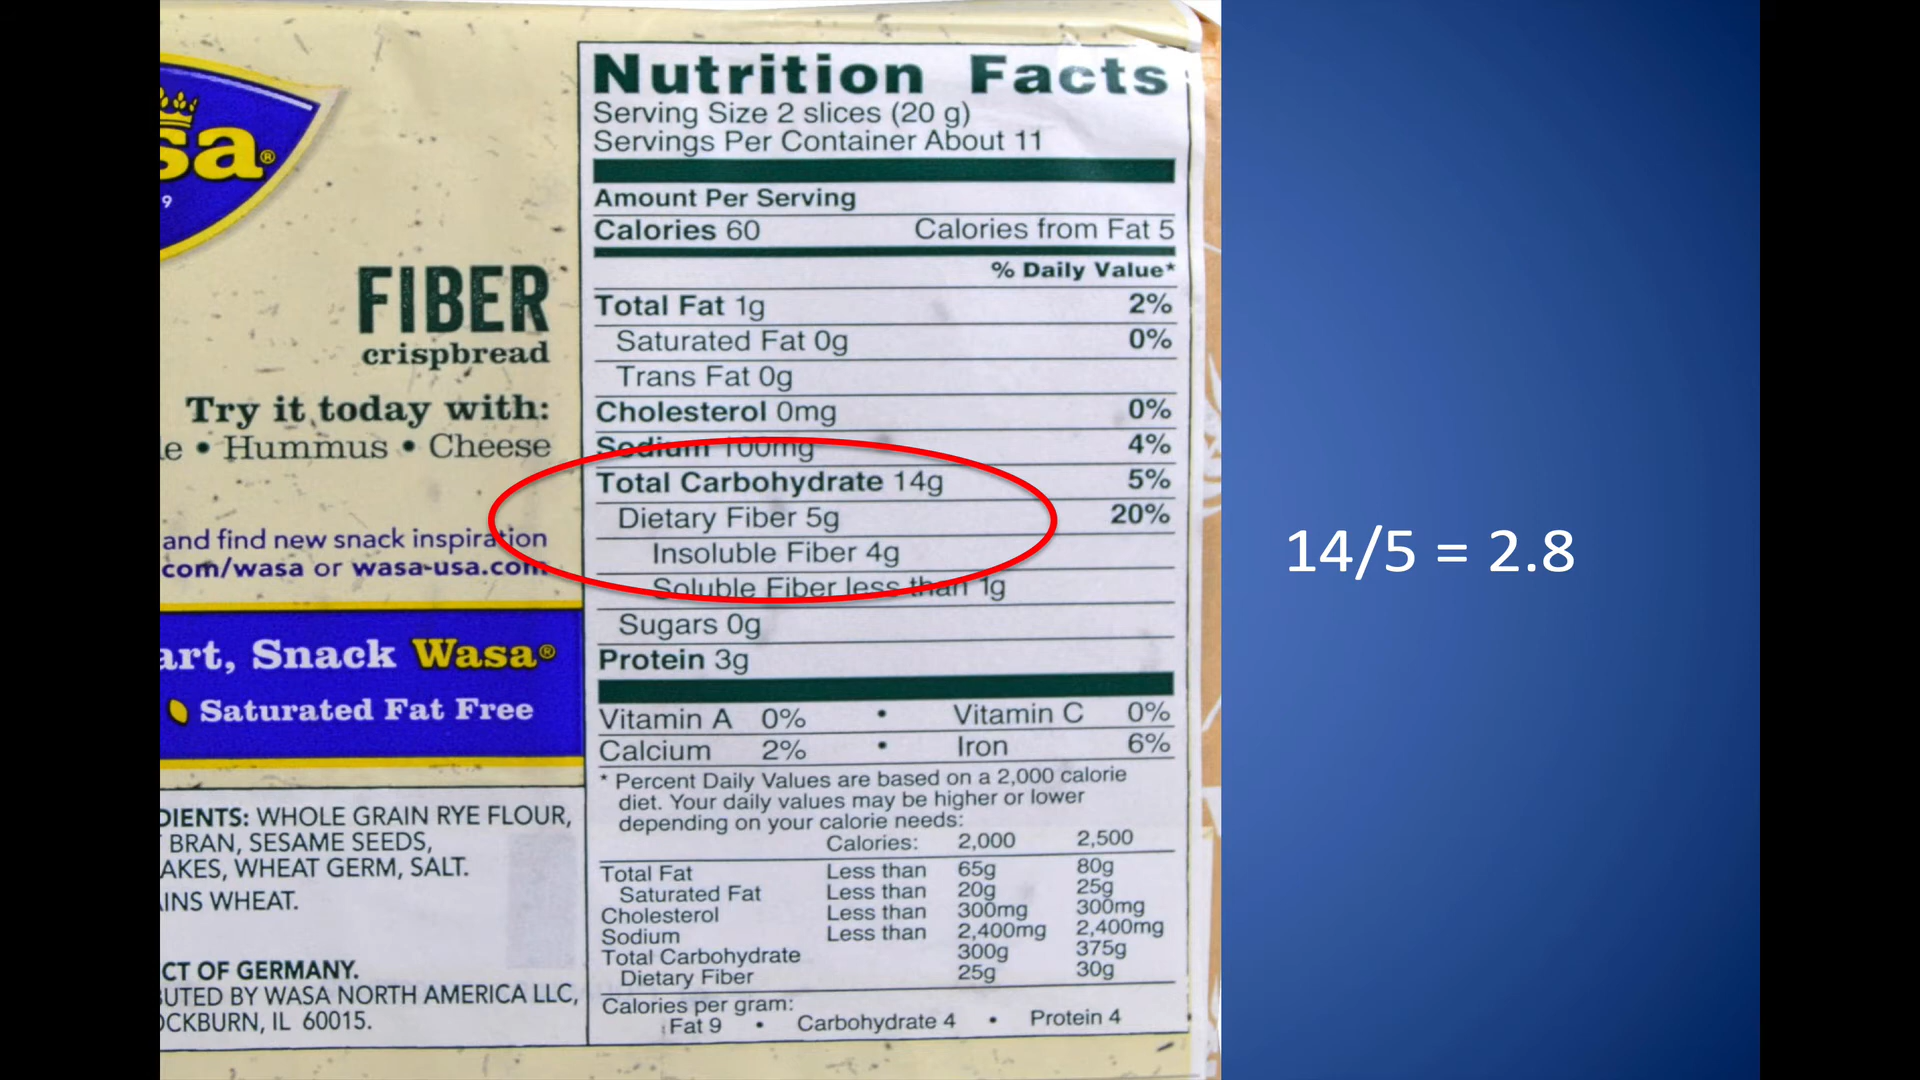 sa®
9
FIBER
crispbread
Try it today with:
e • Hummus • Cheese
and find new snack inspiration
com/wasa or wasa-usa.com
art, Snack Wasa®
Saturated Fat Free
DIENTS: WHOLE GRAIN RYE FLOUR,
BRAN, SESAME SEEDS,
AKES, WHEAT GERM, SALT.
INS WHEAT.
CT OF GERMANY.
UTED BY WASA NORTH AMERICA LLC,
OCKBURN, IL 60015.
Nutrition Facts
Serving Size 2 slices (20 g)
Servings Per Container About 11
Amount Per Serving
Calories 60 Calories from Fat 5
% Daily Value*
Total Fat 1g 2%
Saturated Fat 0g 0%
Trans Fat 0g
Cholesterol 0mg 0%
Sodium 100mg 4%
Total Carbohydrate 14g 5%
Dietary Fiber 5g 20%
Insoluble Fiber 4g
Soluble Fiber less than 1g
Sugars 0g
Protein 3g
Vitamin A 0% • Vitamin C 0%
Calcium 2% • Iron 6%
* Percent Daily Values are based on a 2,000 calorie
diet. Your daily values may be higher or lower
depending on your calorie needs:
Calories: 2,000 2,500
Total Fat Less than 65g 80g
Saturated Fat Less than 20g 25g
Cholesterol Less than 300mg 300mg
Sodium Less than 2,400mg 2,400mg
Total Carbohydrate 300g 375g
Dietary Fiber 25g 30g
Calories per gram:
Fat 9 • Carbohydrate 4 • Protein 4
14/5 = 2.8